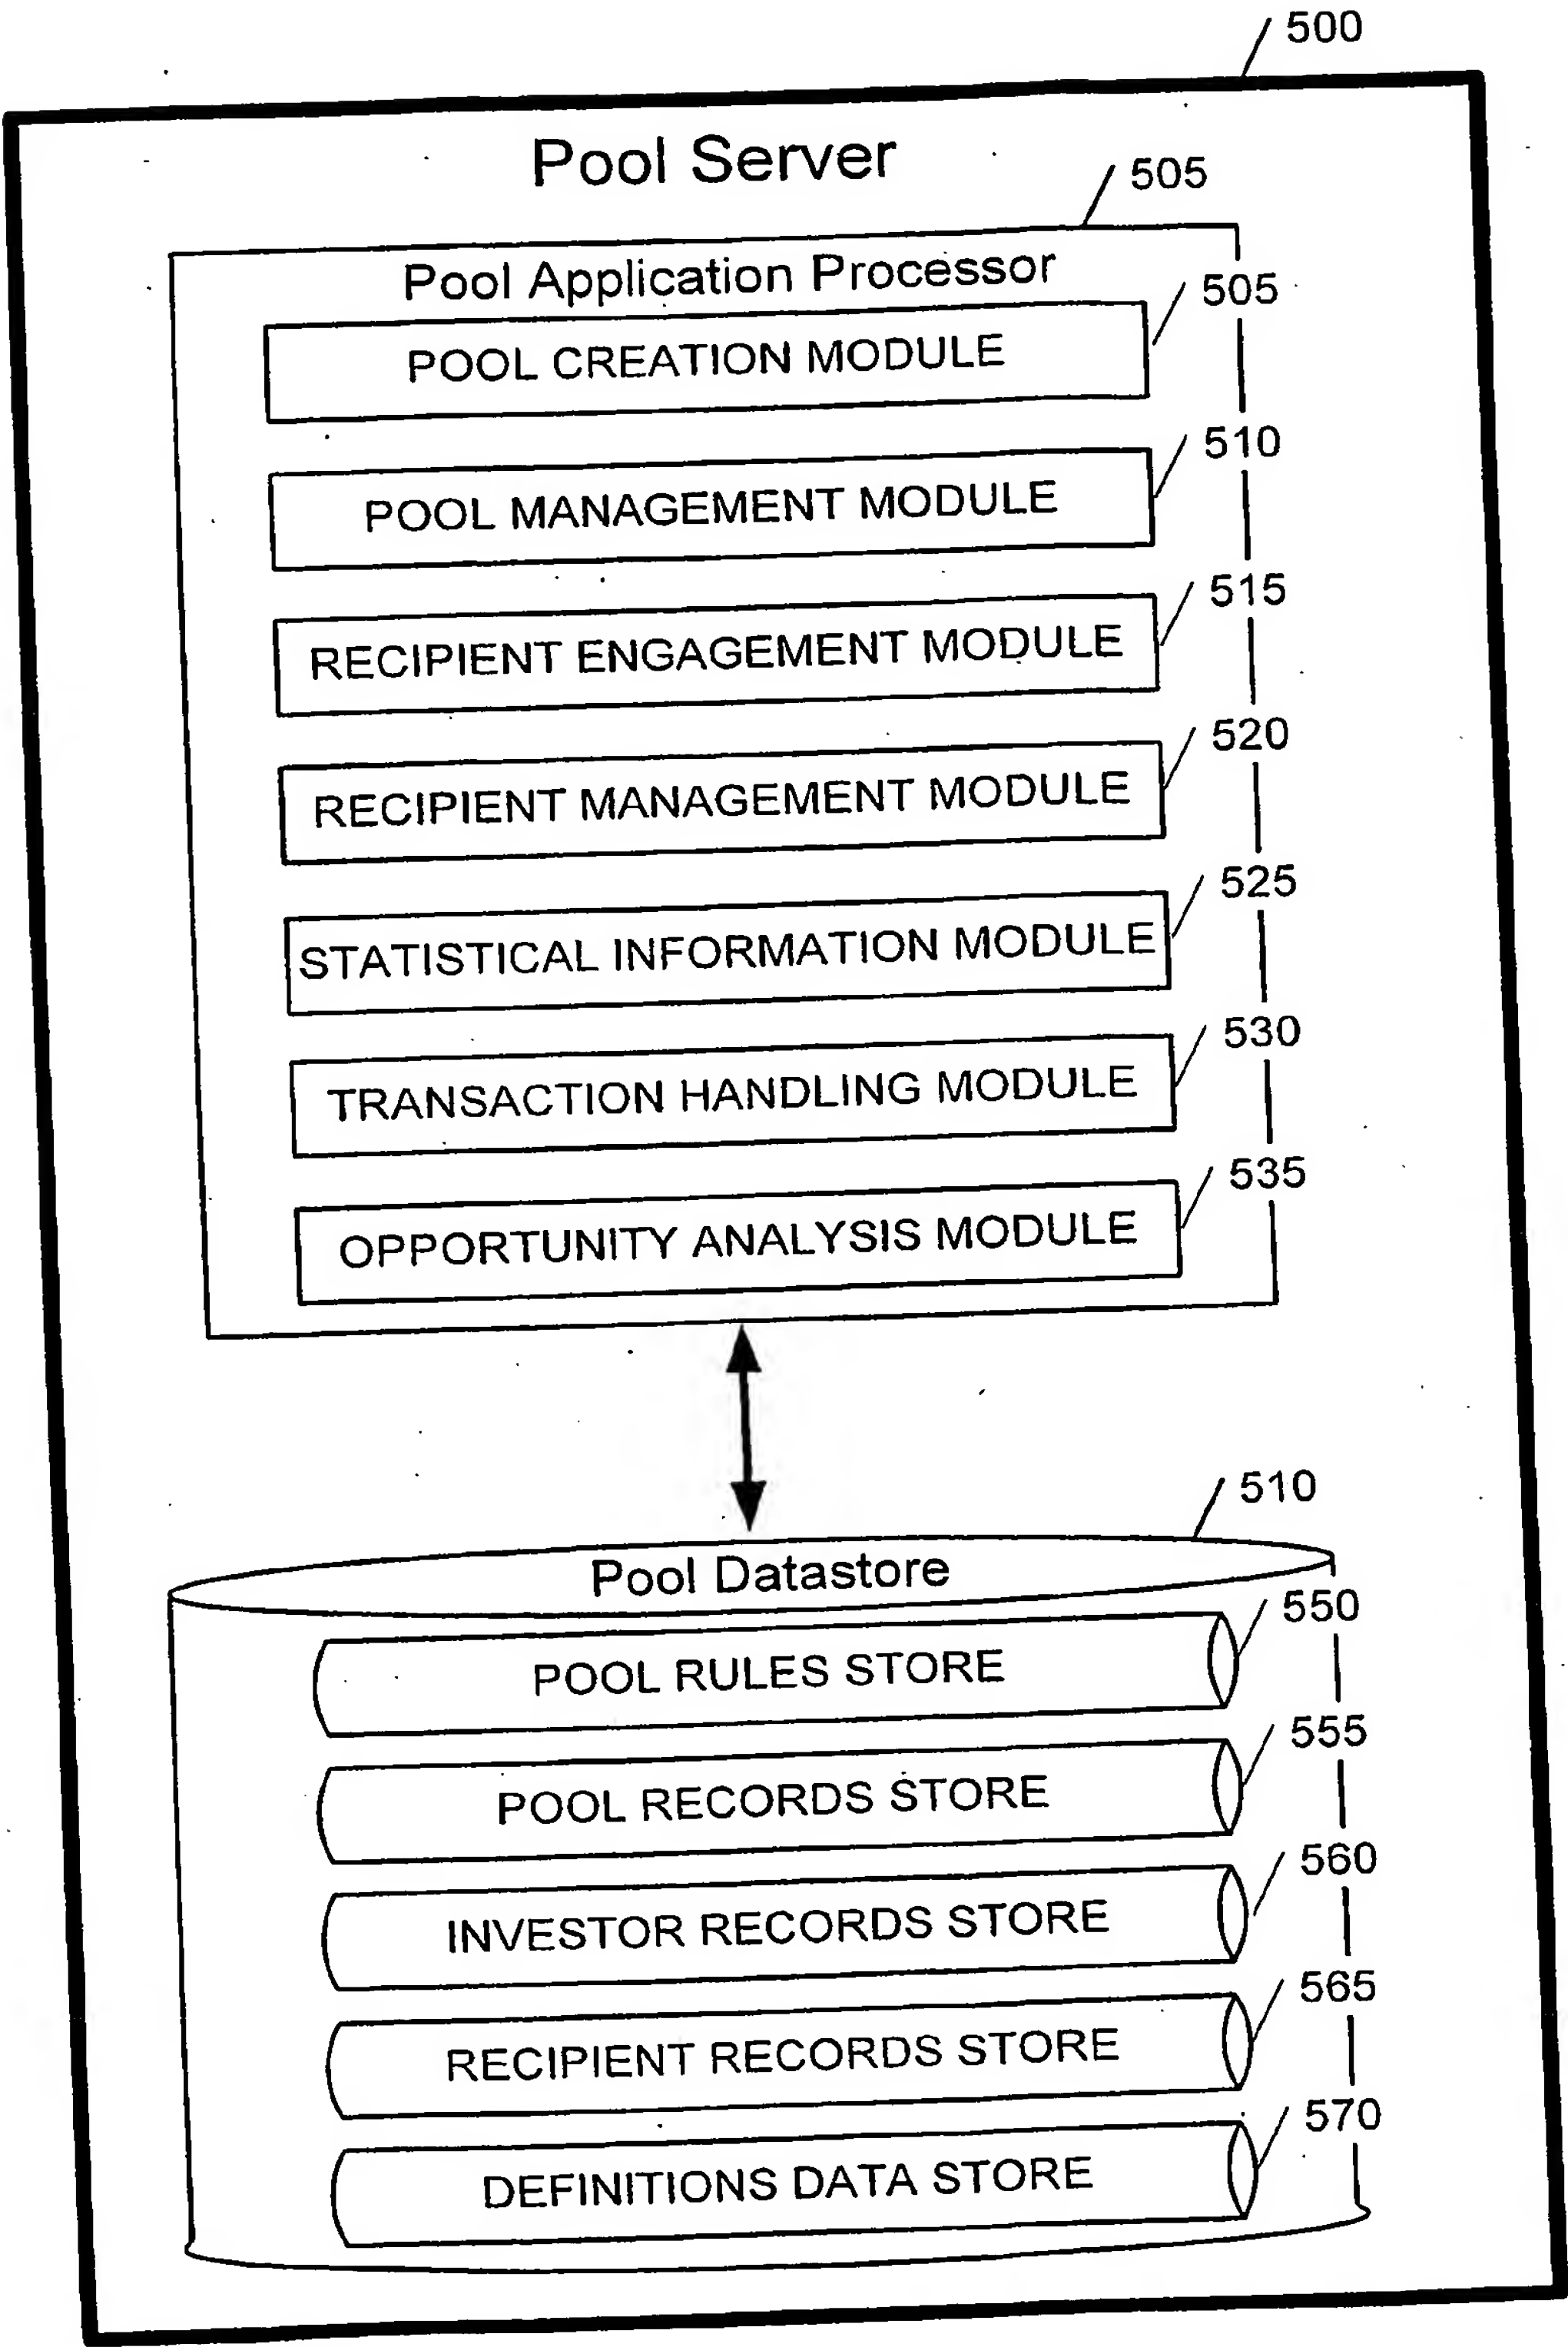 500
Pool Server
505
Pool Application Processor
505
POOL CREATION MODULE
510
POOL MANAGEMENT MODULE
515
RECIPIENT ENGAGEMENT MODULE
520
RECIPIENT MANAGEMENT MODULE
525
STATISTICAL INFORMATION MODULE
530
TRANSACTION HANDLING MODULE
535
OPPORTUNITY ANALYSIS MODULE
510
Pool Datastore
550
POOL RULES STORE
555
POOL RECORDS STORE
560
INVESTOR RECORDS STORE
565
RECIPIENT RECORDS STORE
570
DEFINITIONS DATA STORE